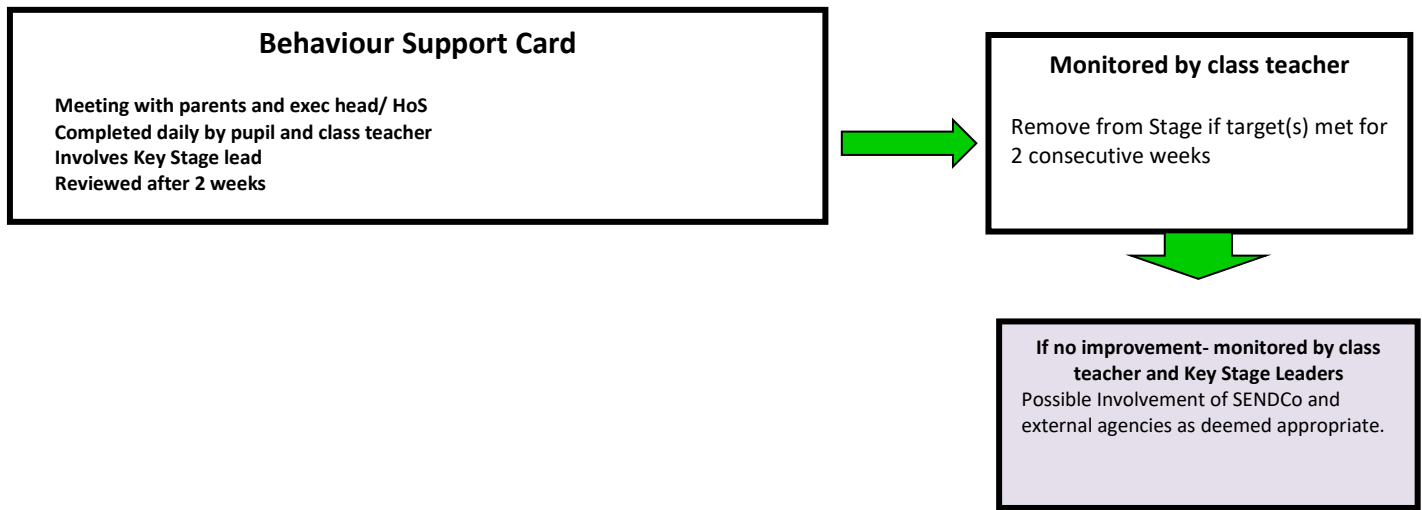 Behaviour Support Card
Meeting with parents and exec head/ HoS
Completed daily by pupil and class teacher
Involves Key Stage lead
Reviewed after 2 weeks
Monitored by class teacher
Remove from Stage if target(s) met for
2 consecutive weeks
If no improvement- monitored by class
teacher and Key Stage Leaders
Possible Involvement of SENDCo and
external agencies as deemed appropriate.